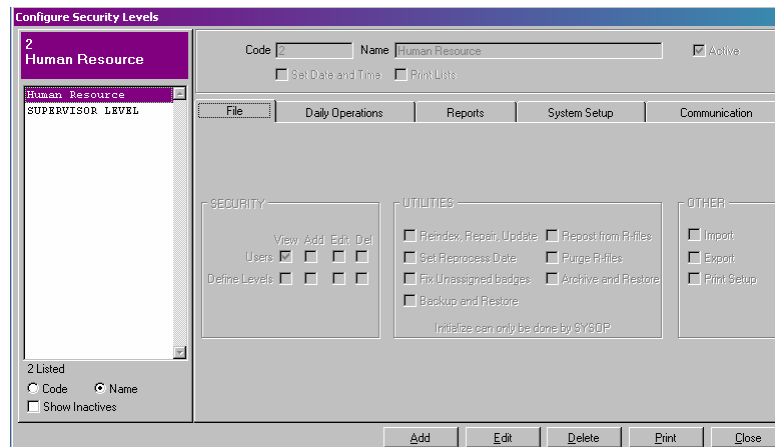 Configure Security Levels
2
Human Resource
Human Resource
SUPERVISOR LEVEL
2 Listed
Code Name
Show Inactives
Code 2 Name Human Resource Active
Set Date and Time Print Lists
File Daily Operations Reports System Setup Communication
SECURITY
View Add Edit Del
Users
Define Levels
UTILITIES
Reindex, Repair, Update Repost from R-files
Set Reprocess Date Purge R-files
Fix Unassigned badges Archive and Restore
Backup and Restore
Initialize can only be done by SYSOP
OTHER
Import
Export
Print Setup
Add Edit Delete Print Close